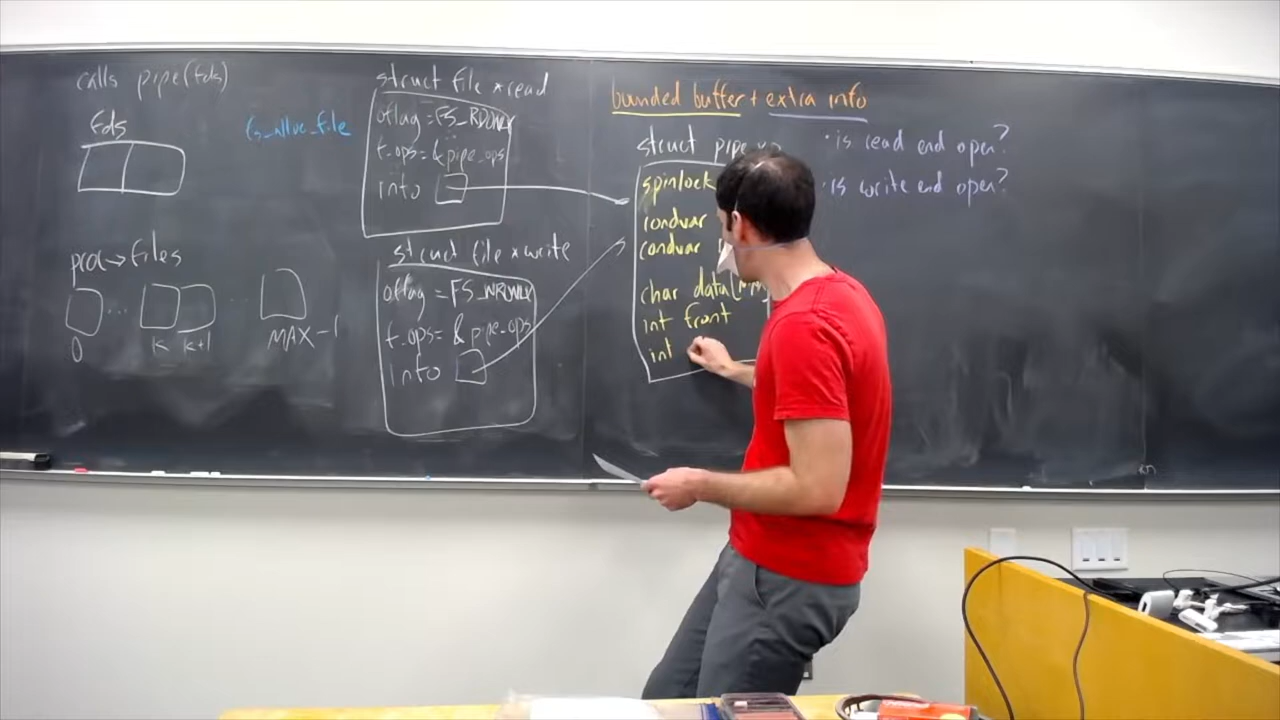 calls pipe(fds)
fds
fs_alloc_file
proc→files
0
...
k
k+1
...
MAX-1
struct file *read
oflag = FS_RDONLY
f_ops = &pipe_ops
info
struct file *write
oflag = FS_WRONLY
f_ops = & pipe_ops
info
bounded buffer + extra info
struct pipe
spinlock
condvar
condvar
char data[
int front
int
· is read end open?
· is write end open?